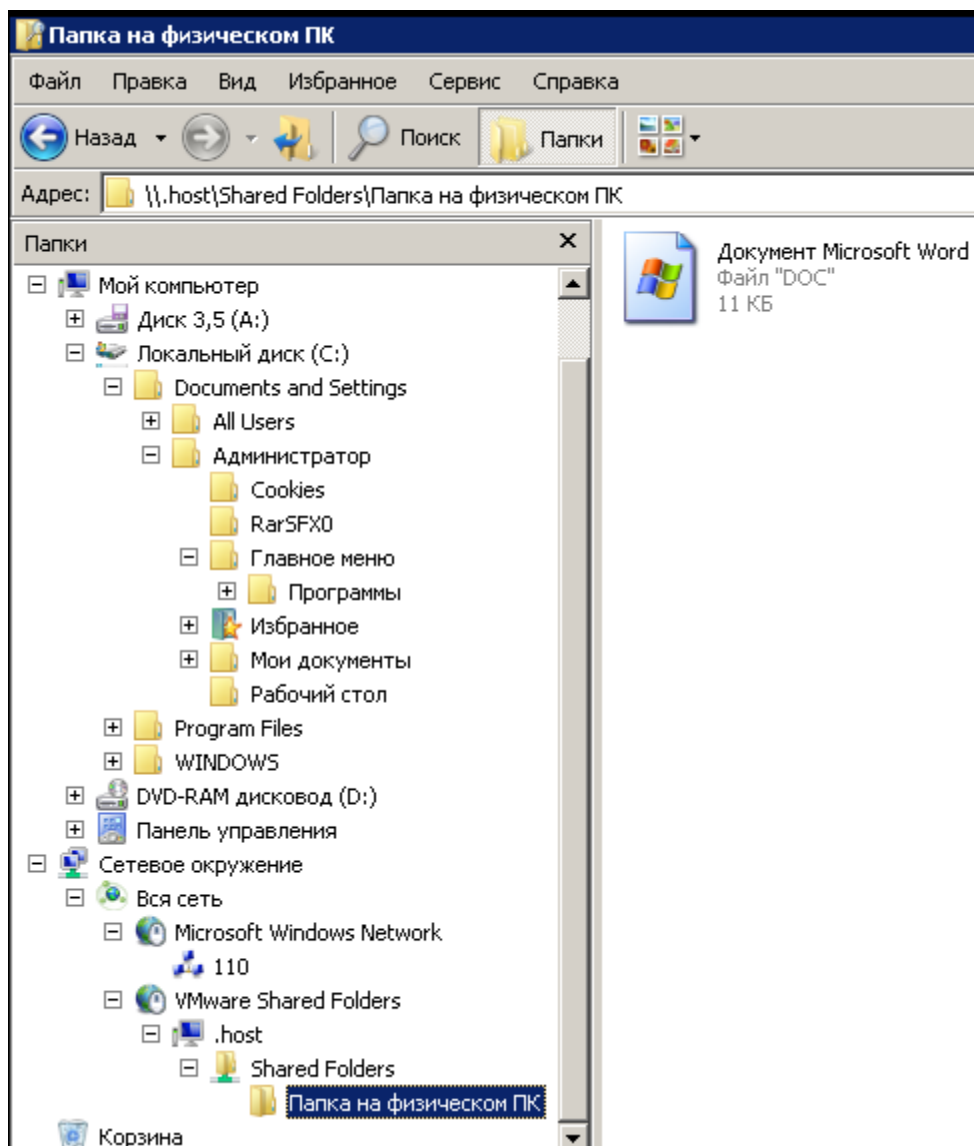 Папка на физическом ПК
Файл Правка Вид Избранное Сервис Справка
Назад Поиск Папки
Адрес: \\.host\Shared Folders\Папка на физическом ПК
Папки
Мой компьютер
Диск 3,5 (A:)
Локальный диск (C:)
Documents and Settings
All Users
Администратор
Cookies
RarSFX0
Главное меню
Программы
Избранное
Мои документы
Рабочий стол
Program Files
WINDOWS
DVD-RAM дисковод (D:)
Панель управления
Сетевое окружение
Вся сеть
Microsoft Windows Network
110
VMware Shared Folders
.host
Shared Folders
Папка на физическом ПК
Корзина
Документ Microsoft Word
Файл "DOC"
11 КБ